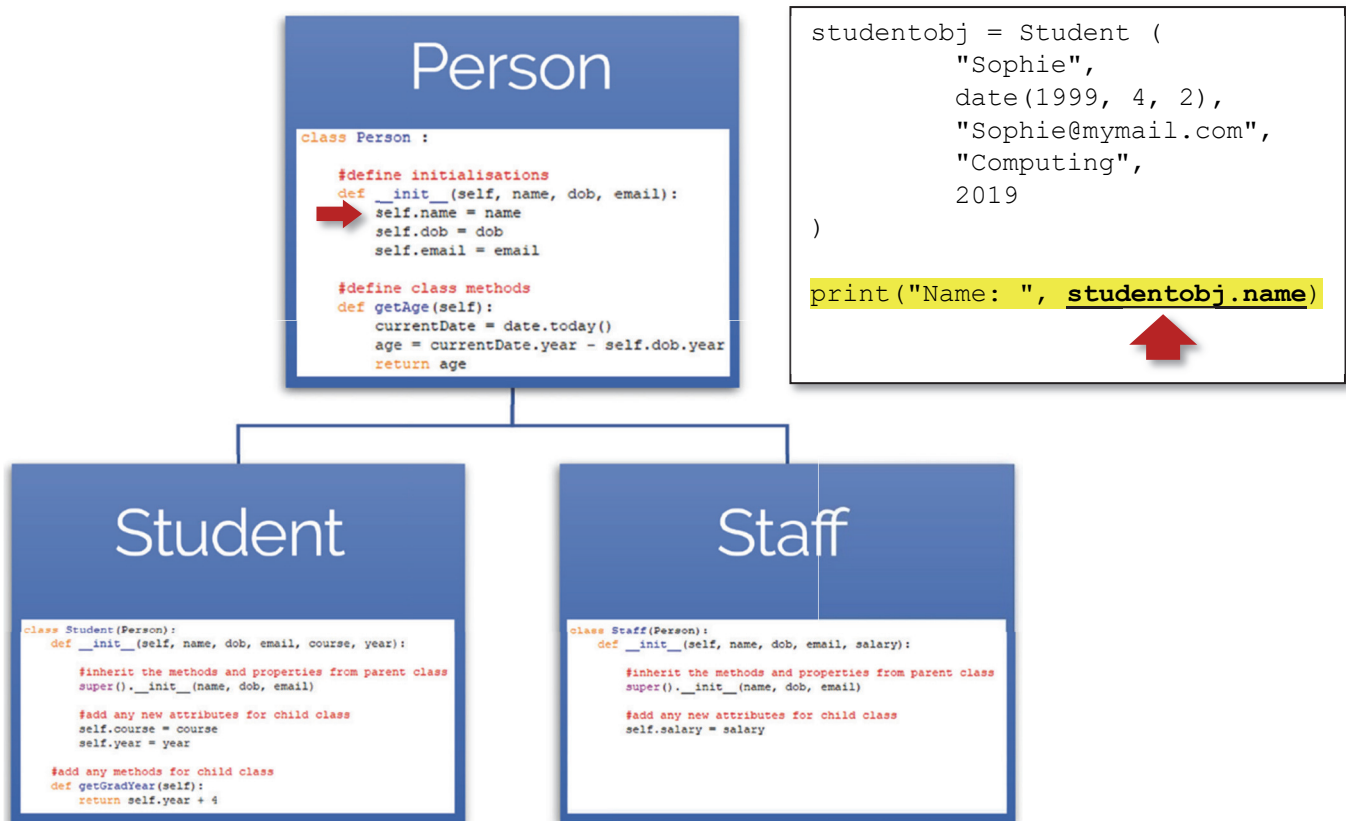 Person
class Person :
#define initialisations
def __init__(self, name, dob, email):
self.name = name
self.dob = dob
self.email = email
#define class methods
def getAge(self):
currentDate = date.today()
age = currentDate.year - self.dob.year
return age
studentobj = Student (
"Sophie",
date(1999, 4, 2),
"Sophie@mymail.com",
"Computing",
2019
)
print("Name: ", studentobj.name)
Student
class Student(Person):
def __init__(self, name, dob, email, course, year):
#inherit the methods and properties from parent class
super().__init__(name, dob, email)
#add any new attributes for child class
self.course = course
self.year = year
#add any methods for child class
def getGradYear(self):
return self.year + 4
Staff
class Staff(Person):
def __init__(self, name, dob, email, salary):
#inherit the methods and properties from parent class
super().__init__(name, dob, email)
#add any new attributes for child class
self.salary = salary